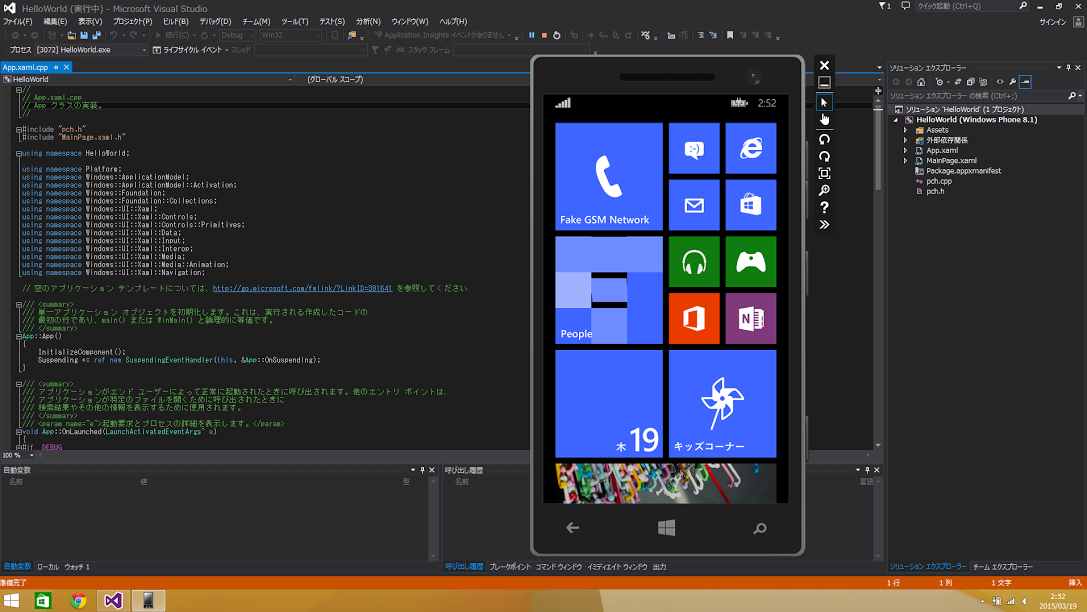 HelloWorld (実行中) - Microsoft Visual Studio
1
クイック起動 (Ctrl+Q)
ファイル(F) 編集(E) 表示(V) プロジェクト(P) ビルド(B) デバッグ(D) チーム(M) ツール(T) テスト(S) 分析(N) ウィンドウ(W) ヘルプ(H)
サインイン
続行(C) Debug Win32 Application Insights イベントがありません
プロセス [3072] HelloWorld.exe ライフサイクル イベント スレッド スタック フレーム
App.xaml.cpp
HelloWorld (グローバル スコープ)
//
// App.xaml.cpp
// App クラスの実装。
//
#include "pch.h"
#include "MainPage.xaml.h"
using namespace HelloWorld;
using namespace Platform;
using namespace Windows::ApplicationModel;
using namespace Windows::ApplicationModel::Activation;
using namespace Windows::Foundation;
using namespace Windows::Foundation::Collections;
using namespace Windows::UI::Xaml;
using namespace Windows::UI::Xaml::Controls;
using namespace Windows::UI::Xaml::Controls::Primitives;
using namespace Windows::UI::Xaml::Data;
using namespace Windows::UI::Xaml::Input;
using namespace Windows::UI::Xaml::Interop;
using namespace Windows::UI::Xaml::Media;
using namespace Windows::UI::Xaml::Media::Animation;
using namespace Windows::UI::Xaml::Navigation;
// 空のアプリケーション テンプレートについては、http://go.microsoft.com/fwlink/?LinkID=391641 を参照してください
/// <summary>
/// 単一アプリケーション オブジェクトを初期化します。これは、実行される作成したコードの
/// 最初の行であり、main() または WinMain() と論理的に等価です。
/// </summary>
App::App()
{
InitializeComponent();
Suspending += ref new SuspendingEventHandler(this, &App::OnSuspending);
}
/// <summary>
/// アプリケーションがエンド ユーザーによって正常に起動されたときに呼び出されます。他のエントリ ポイントは、
/// アプリケーションが特定のファイルを開くために呼び出されたときに
/// 検索結果やその他の情報を表示するために使用されます。
/// </summary>
/// <param name="e">起動要求とプロセスの詳細を表示します。</param>
void App::OnLaunched(LaunchActivatedEventArgs^ e)
{
#if _DEBUG
100 %
2:52
Fake GSM Network
People
木 19
キッズコーナー
ソリューション エクスプローラー
ソリューション エクスプローラー の検索 (Ctrl+;)
ソリューション 'HelloWorld' (1 プロジェクト)
HelloWorld (Windows Phone 8.1)
Assets
外部依存関係
App.xaml
MainPage.xaml
Package.appxmanifest
pch.cpp
pch.h
自動変数
名前 値 型
呼び出し履歴
名前 言語
自動変数 ローカル ウォッチ 1
呼び出し履歴 ブレークポイント コマンド ウィンドウ イミディエイト ウィンドウ 出力
ソリューション エクスプローラー チーム エクスプローラー
準備完了 1 行 1 列 1 文字 挿入
2:52
2015/03/19